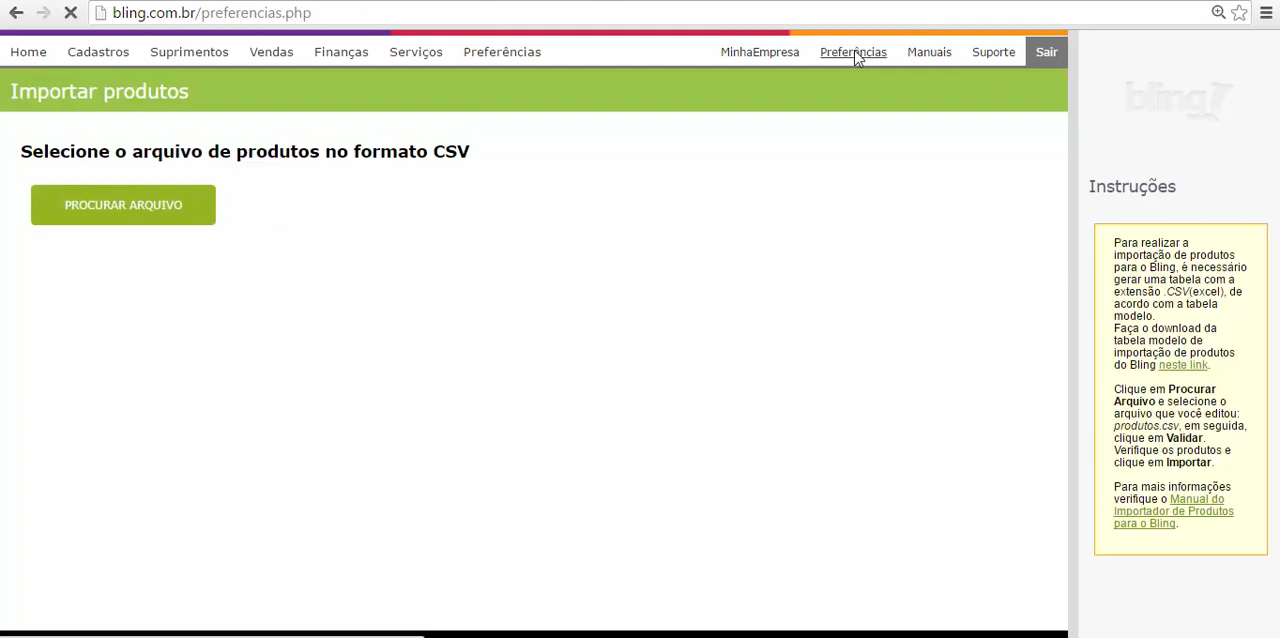 bling.com.br/preferencias.php
Home Cadastros Suprimentos Vendas Finanças Serviços Preferências MinhaEmpresa Preferências Manuais Suporte Sair
Importar produtos
Selecione o arquivo de produtos no formato CSV
PROCURAR ARQUIVO
bling
Instruções
Para realizar a
importação de produtos
para o Bling, é necessário
gerar uma tabela com a
extensão .CSV(excel), de
acordo com a tabela
modelo.
Faça o download da
tabela modelo de
importação de produtos
do Bling neste link.
Clique em Procurar
Arquivo e selecione o
arquivo que você editou:
produtos.csv, em seguida,
clique em Validar.
Verifique os produtos e
clique em Importar.
Para mais informações
verifique o Manual do
Importador de Produtos
para o Bling.